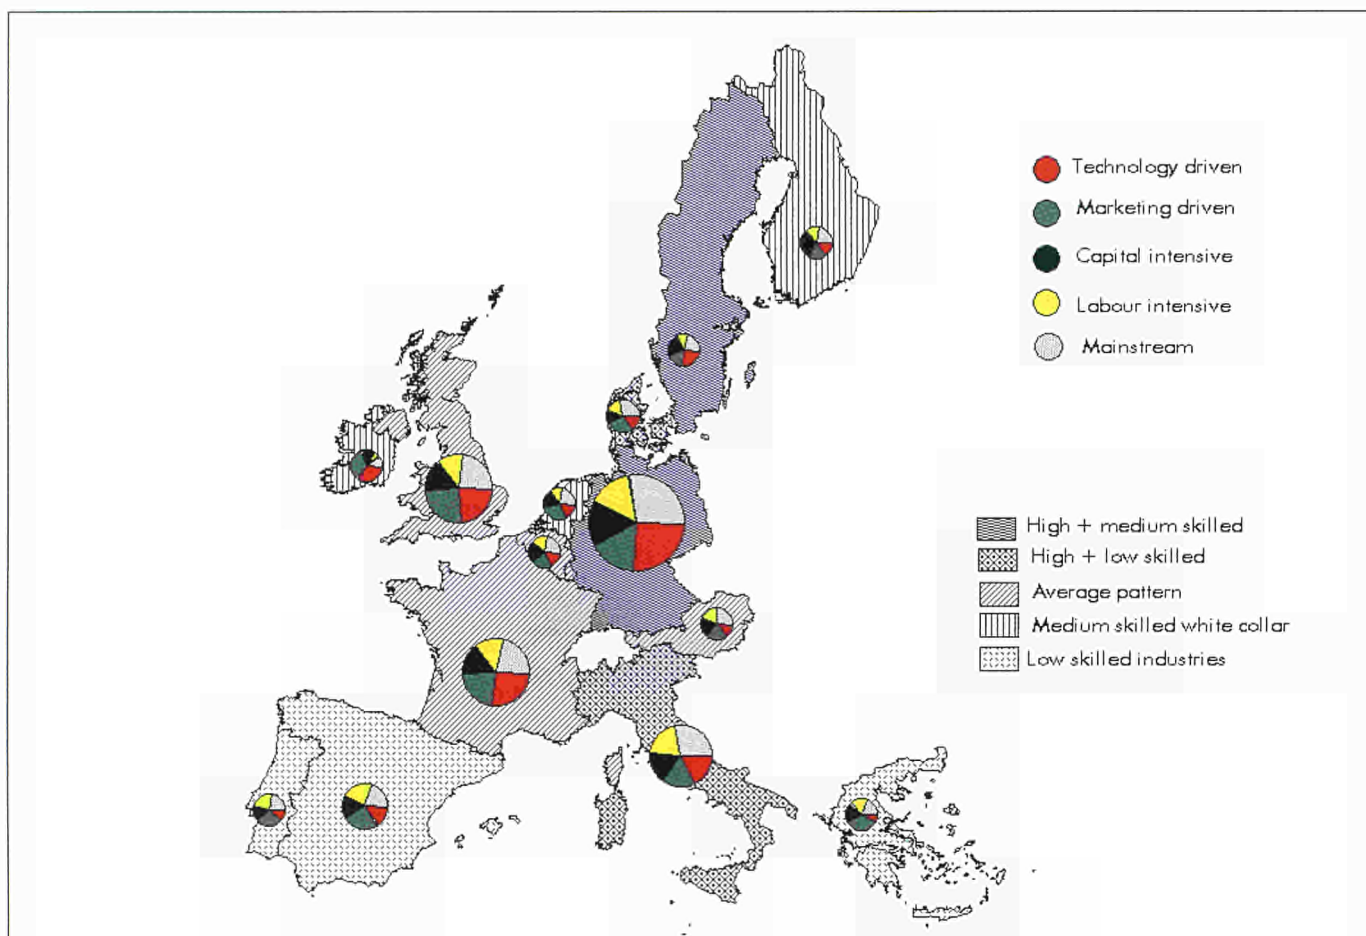 Technology driven
Marketing driven
Capital intensive
Labour intensive
Mainstream
High + medium skilled
High + low skilled
Average pattern
Medium skilled white collar
Low skilled industries